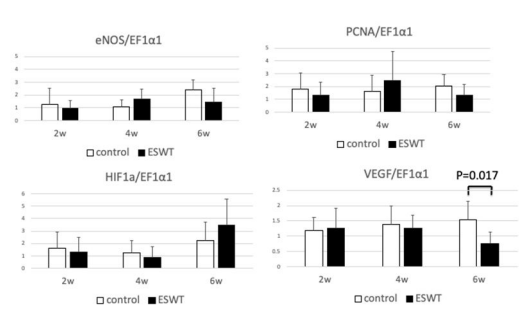 eNOS/EF1α1
5
4
3
2
1
0
2w 4w 6w
control ESWT
PCNA/EF1α1
5
4
3
2
1
0
2w 4w 6w
control ESWT
HIF1a/EF1α1
6
5
4
3
2
1
0
2w 4w 6w
control ESWT
VEGF/EF1α1
P=0.017
2.5
2
1.5
1
0.5
0
2w 4w 6w
control ESWT